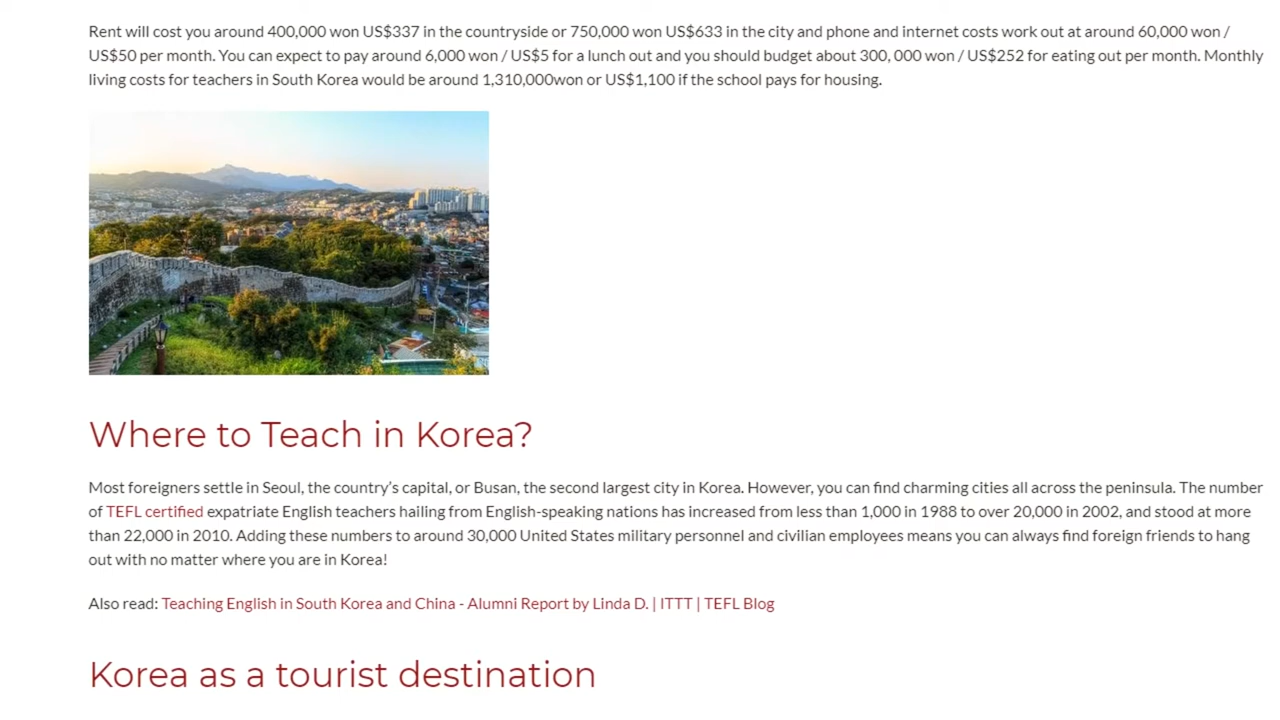 Rent will cost you around 400,000 won US$337 in the countryside or 750,000 won US$633 in the city and phone and internet costs work out at around 60,000 won /
US$50 per month. You can expect to pay around 6,000 won / US$5 for a lunch out and you should budget about 300, 000 won / US$252 for eating out per month. Monthly
living costs for teachers in South Korea would be around 1,310,000won or US$1,100 if the school pays for housing.
Where to Teach in Korea?
Most foreigners settle in Seoul, the country’s capital, or Busan, the second largest city in Korea. However, you can find charming cities all across the peninsula. The number
of TEFL certified expatriate English teachers hailing from English-speaking nations has increased from less than 1,000 in 1988 to over 20,000 in 2002, and stood at more
than 22,000 in 2010. Adding these numbers to around 30,000 United States military personnel and civilian employees means you can always find foreign friends to hang
out with no matter where you are in Korea!
Also read: Teaching English in South Korea and China - Alumni Report by Linda D. | ITTT | TEFL Blog
Korea as a tourist destination